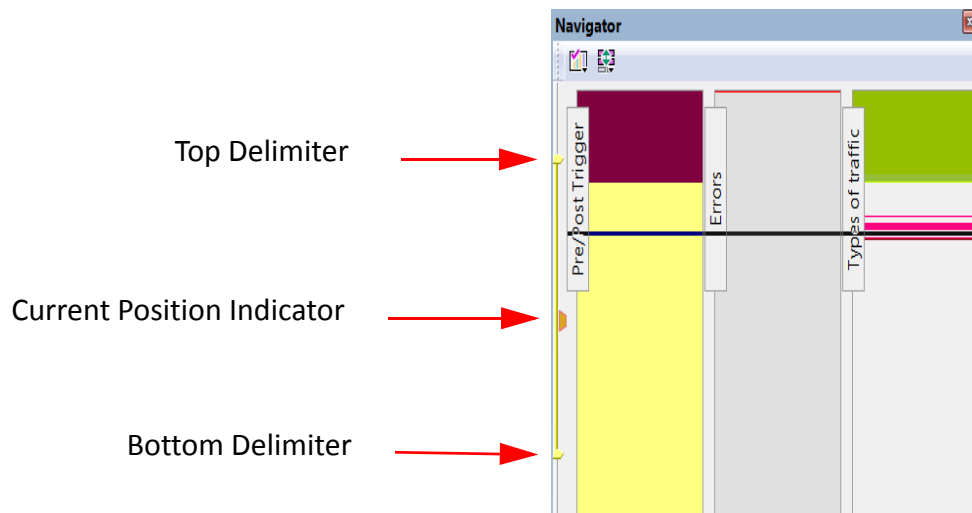 Navigator
Top Delimiter
Current Position Indicator
Bottom Delimiter
Pre/Post Trigger
Errors
Types of traffic